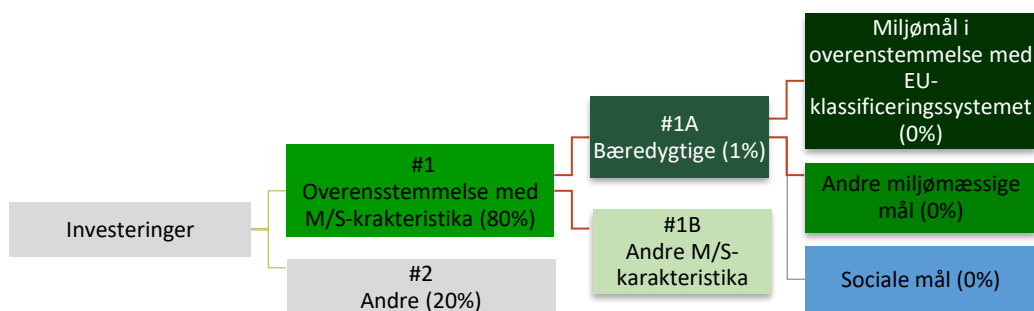 Investeringer
#1
Overensstemmelse med
M/S-krakteristika (80%)
#2
Andre (20%)
#1A
Bæredygtige (1%)
#1B
Andre M/S-
karakteristika
Miljømål i
overenstemmelse med
EU-
klassificeringssystemet
(0%)
Andre miljømæssige
mål (0%)
Sociale mål (0%)